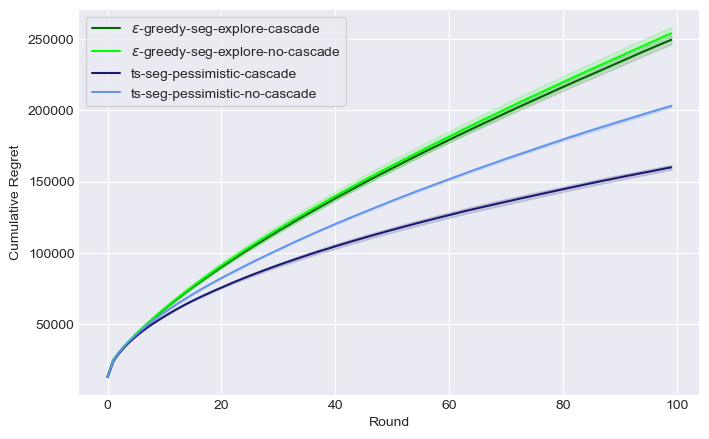 250000
200000
150000
100000
50000
Cumulative Regret
ε-greedy-seg-explore-cascade
ε-greedy-seg-explore-no-cascade
ts-seg-pessimistic-cascade
ts-seg-pessimistic-no-cascade
0 20 40 60 80 100
Round